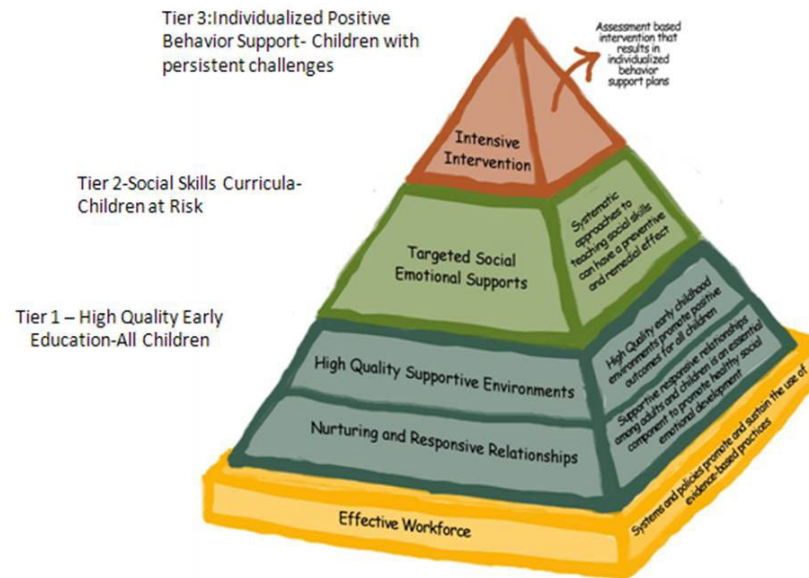 Tier 3:Individualized Positive
Behavior Support- Children with
persistent challenges
Assessment based
intervention that
results in
individualized
behavior
support plans
Intensive
Intervention
Tier 2-Social Skills Curricula-
Children at Risk
Targeted Social
Emotional Supports
Systematic
approaches to
teaching social skills
can have a preventive
and remedial effect
Tier 1 – High Quality Early
Education-All Children
High Quality Supportive Environments
High Quality early childhood
environments promote positive
outcomes for all children
Nurturing and Responsive Relationships
Supportive responsive relationships
among adults and children is an essential
component to promote healthy social
emotional development
Effective Workforce
Systems and policies promote and sustain the use of
evidence-based practices